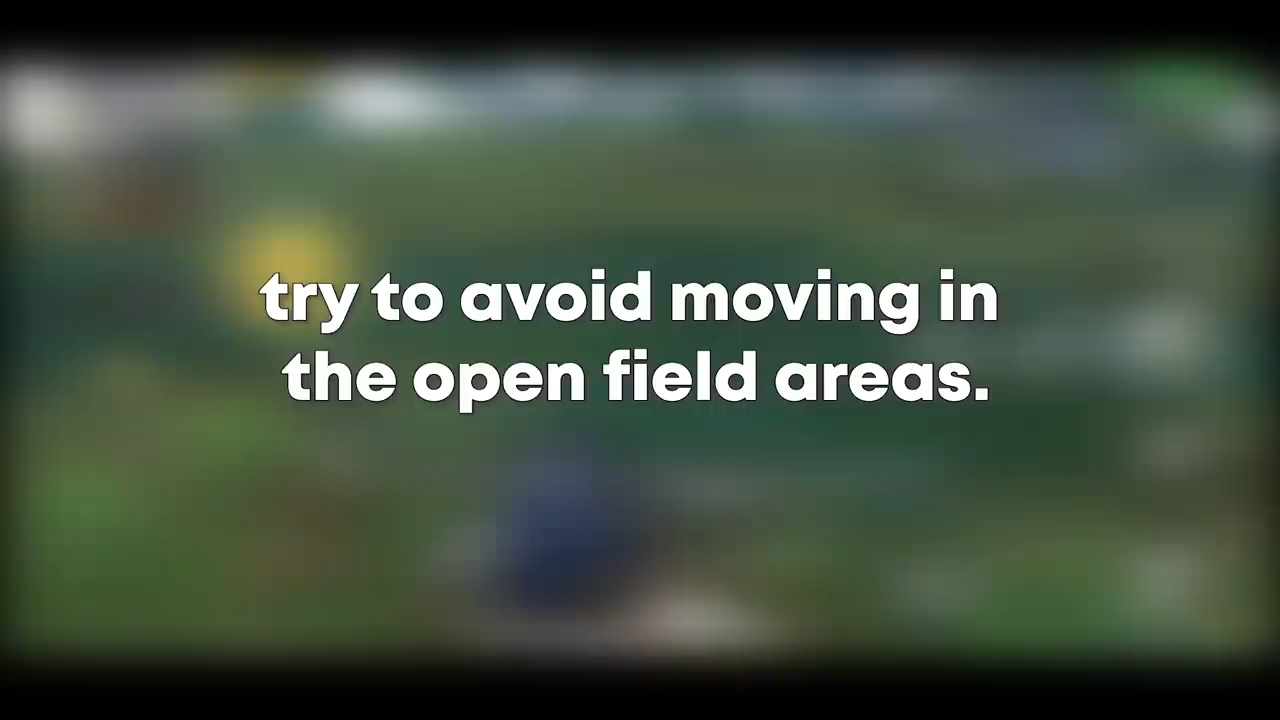 try to avoid moving in
the open field areas.